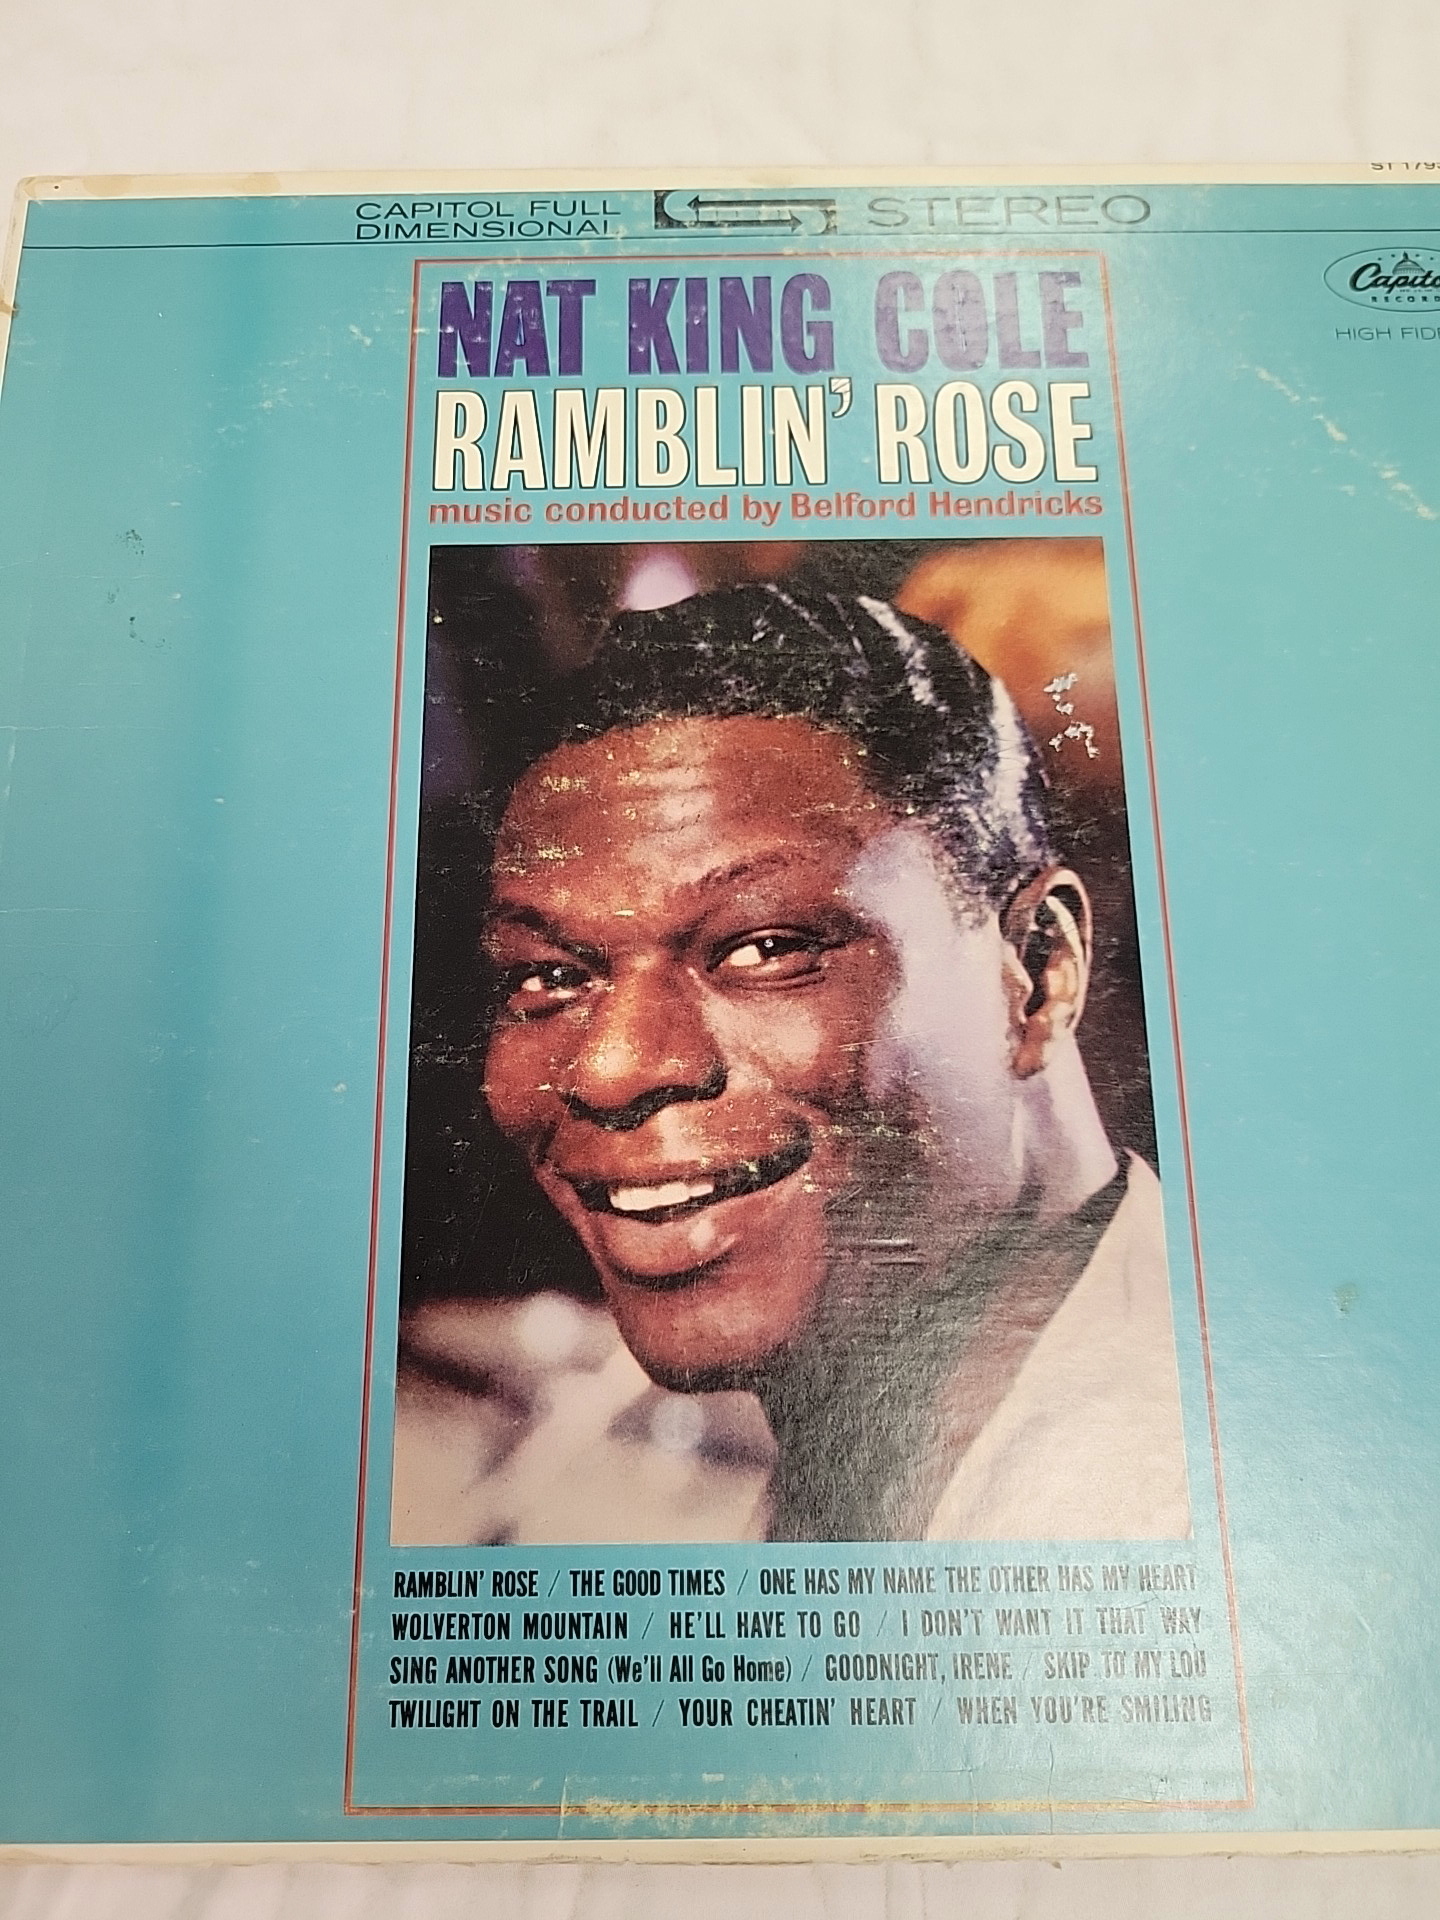 CAPITOL FULL
DIMENSIONAL
STEREO
Capitol
RECORDS
NAT KING COLE
RAMBLIN' ROSE
music conducted by Belford Hendricks
RAMBLIN' ROSE / THE GOOD TIMES / ONE HAS MY NAME THE OTHER HAS MY HEART
WOLVERTON MOUNTAIN / HE'LL HAVE TO GO / I DON'T WANT IT THAT WAY
SING ANOTHER SONG (We'll All Go Home) / GOODNIGHT, IRENE / SKIP TO MY LOU
TWILIGHT ON THE TRAIL / YOUR CHEATIN' HEART / WHEN YOU'RE SMILING
HIGH